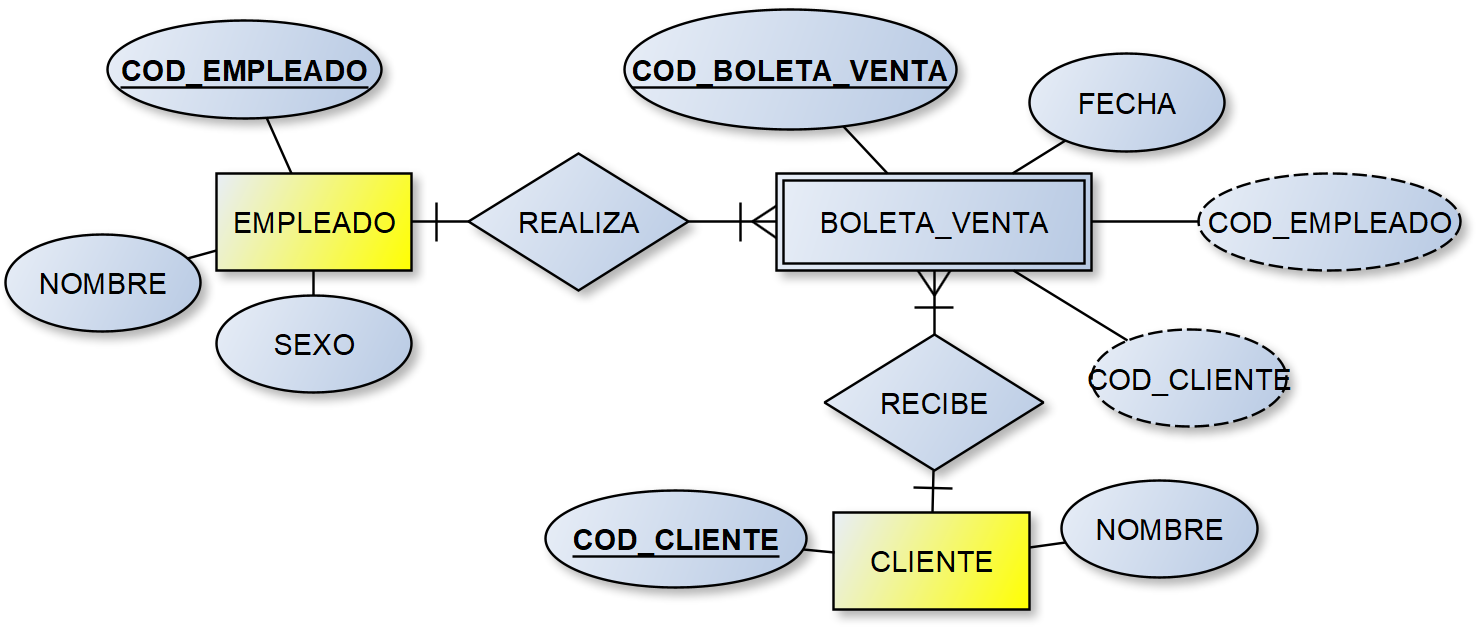 COD_EMPLEADO
COD_BOLETA_VENTA
FECHA
EMPLEADO
REALIZA
BOLETA_VENTA
COD_EMPLEADO
NOMBRE
SEXO
COD_CLIENTE
RECIBE
COD_CLIENTE
CLIENTE
NOMBRE